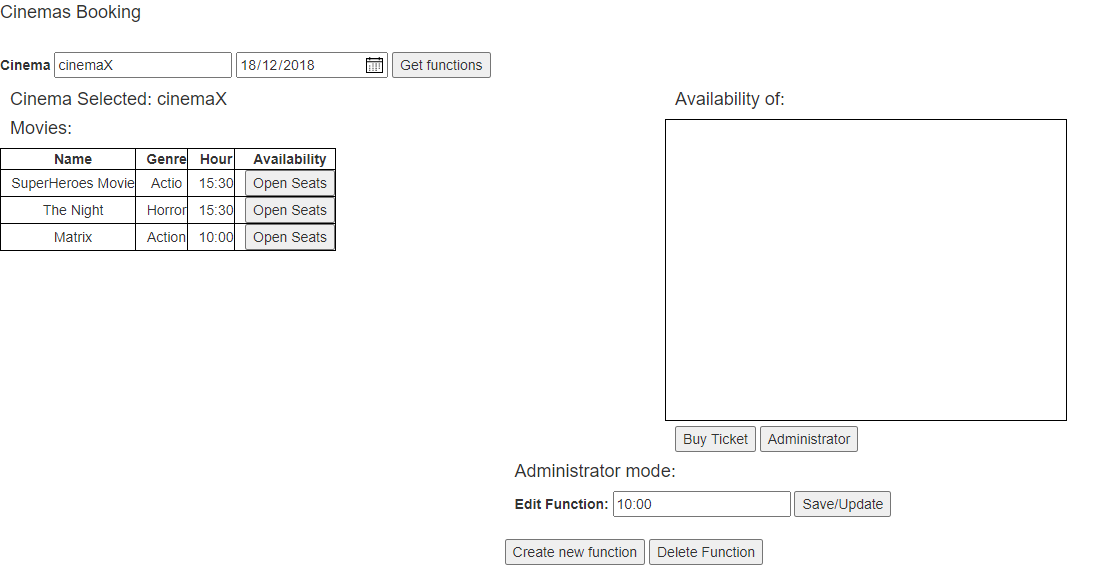 Cinemas Booking
Cinema cinemaX 18/12/2018 Get functions
Cinema Selected: cinemaX
Movies:
Name Genre Hour Availability
SuperHeroes Movie Actio 15:30 Open Seats
The Night Horror 15:30 Open Seats
Matrix Action 10:00 Open Seats
Availability of:
Buy Ticket Administrator
Administrator mode:
Edit Function: 10:00 Save/Update
Create new function Delete Function